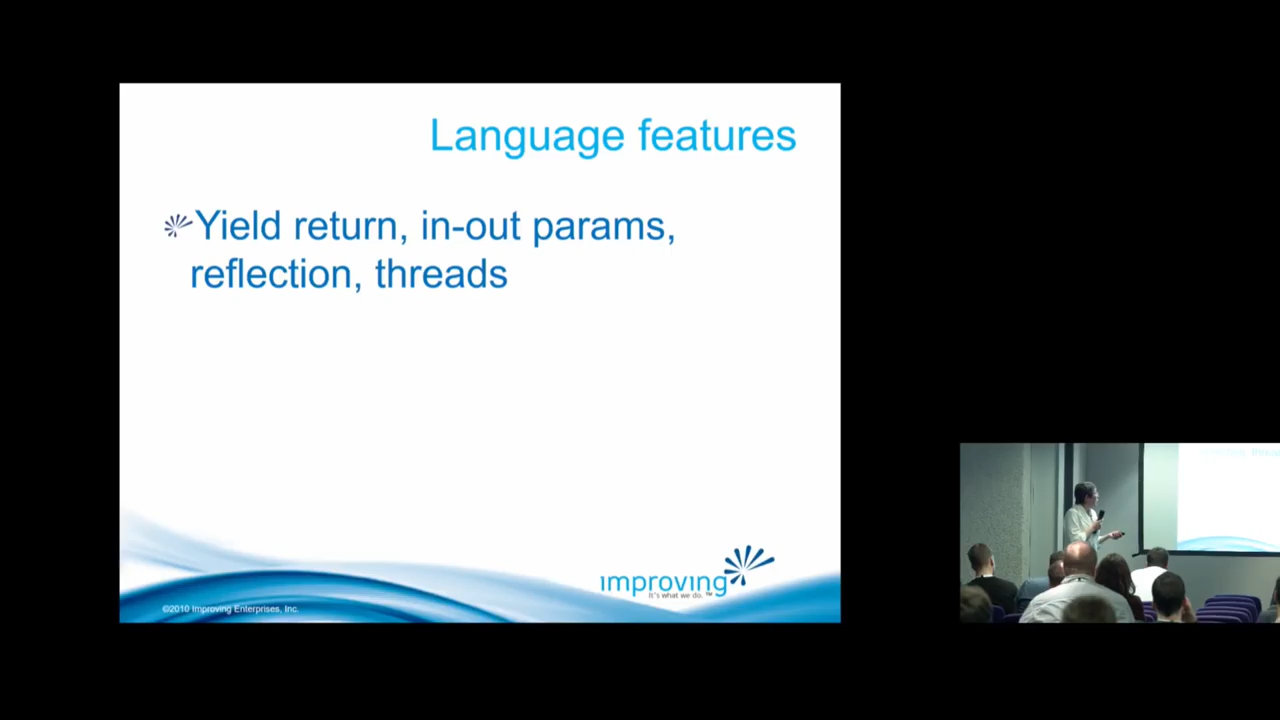 Language features
Yield return, in-out params,
reflection, threads
improving
It's what we do.™
©2010 Improving Enterprises, Inc.